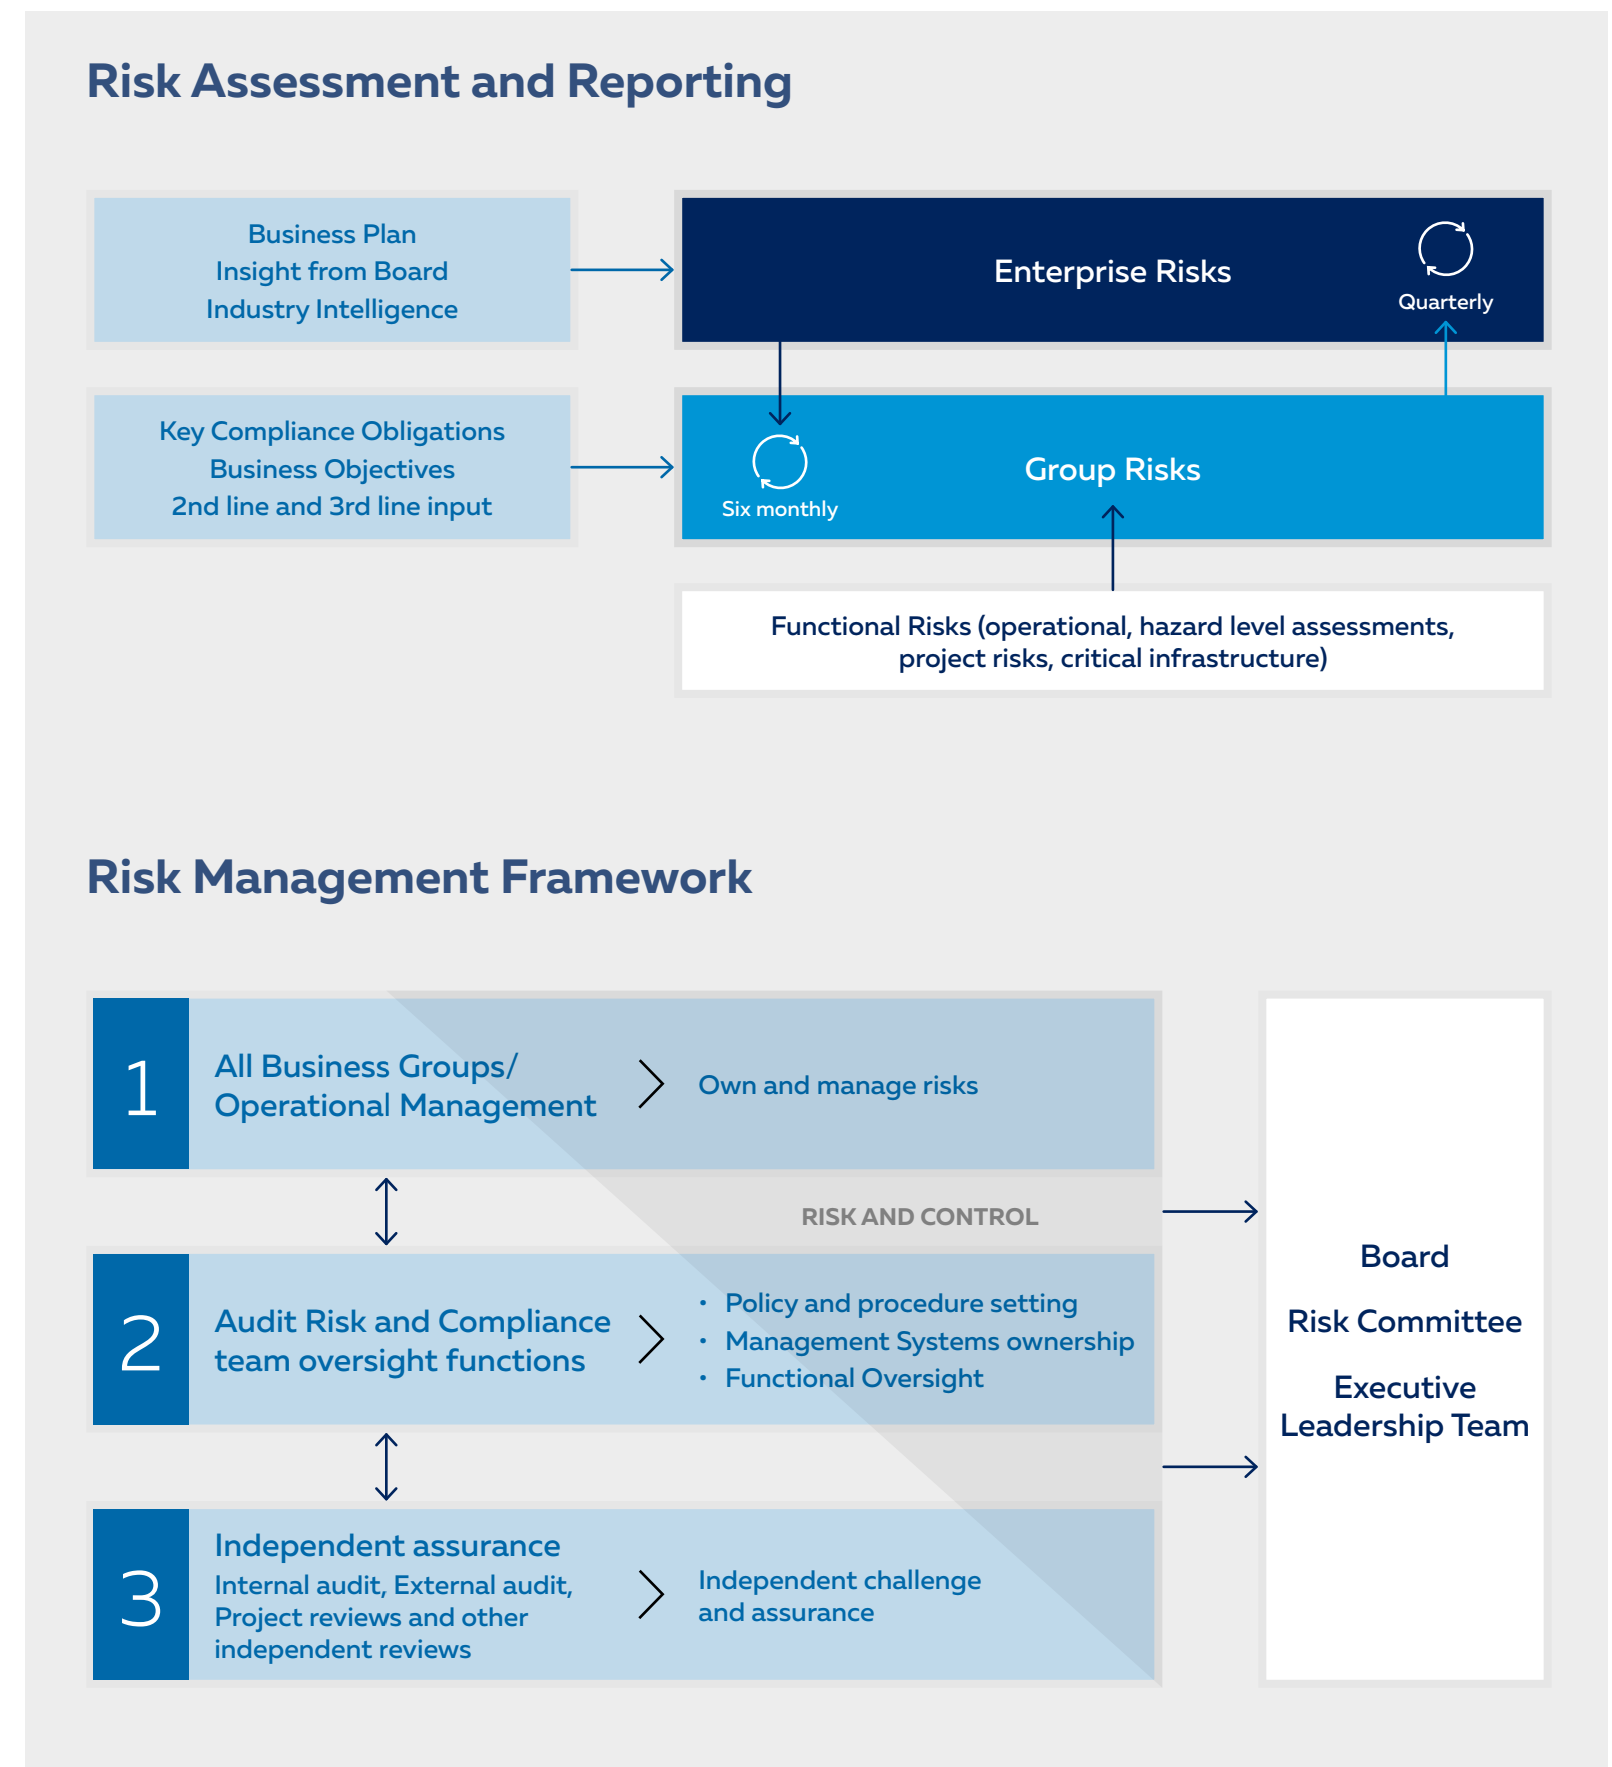 Risk Assessment and Reporting
Business Plan
Insight from Board
Industry Intelligence
Enterprise Risks
Quarterly
Key Compliance Obligations
Business Objectives
2nd line and 3rd line input
Six monthly
Group Risks
Functional Risks (operational, hazard level assessments,
project risks, critical infrastructure)
Risk Management Framework
1
All Business Groups/
Operational Management
Own and manage risks
RISK AND CONTROL
2
Audit Risk and Compliance
team oversight functions
• Policy and procedure setting
• Management Systems ownership
• Functional Oversight
3
Independent assurance
Internal audit, External audit,
Project reviews and other
independent reviews
Independent challenge
and assurance
Board
Risk Committee
Executive
Leadership Team